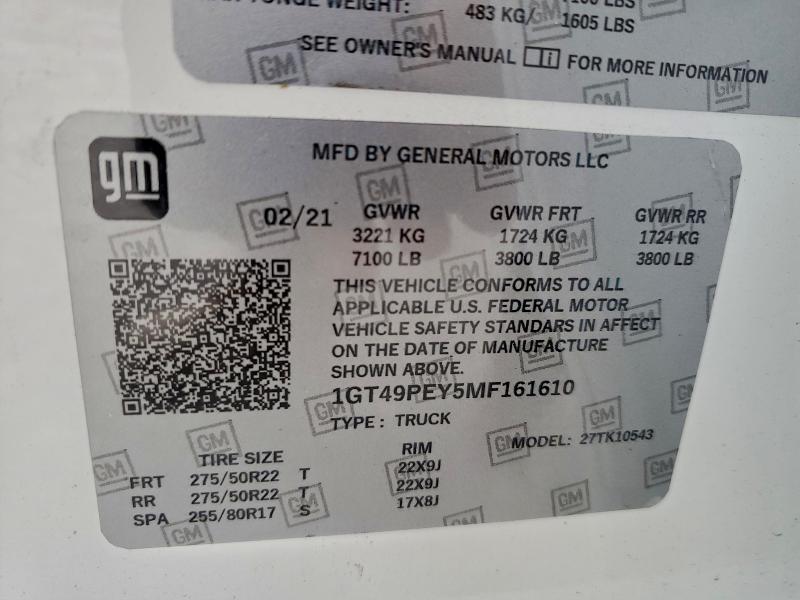 WEIGHT:
483 KG/ 1605 LBS
SEE OWNER'S MANUAL i FOR MORE INFORMATION
gm
MFD BY GENERAL MOTORS LLC
02/21 GVWR GVWR FRT GVWR RR
3221 KG 1724 KG 1724 KG
7100 LB 3800 LB 3800 LB
THIS VEHICLE CONFORMS TO ALL
APPLICABLE U.S. FEDERAL MOTOR
VEHICLE SAFETY STANDARS IN AFFECT
ON THE DATE OF MANUFACTURE
SHOWN ABOVE.
1GT49PEY5MF161610
TYPE : TRUCK
MODEL: 27TK10543
TIRE SIZE RIM
FRT 275/50R22 T 22X9J
RR 275/50R22 T 22X9J
SPA 255/80R17 S 17X8J